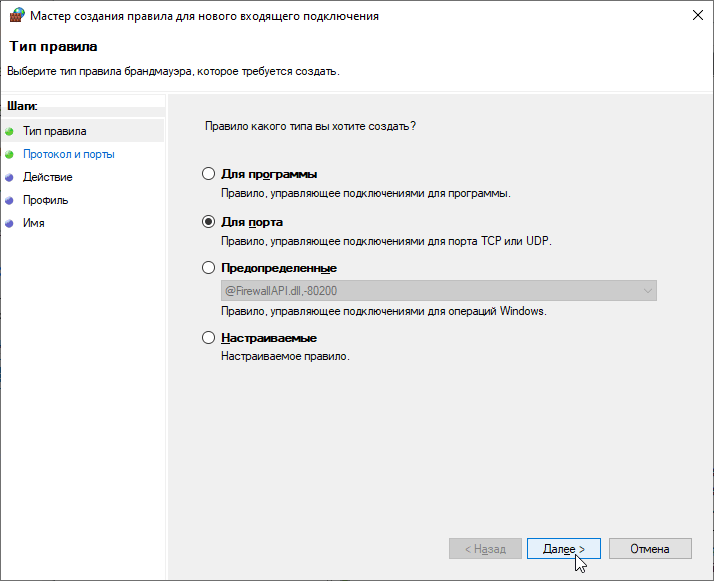 Мастер создания правила для нового входящего подключения
Тип правила
Выберите тип правила брандмауэра, которое требуется создать.
Шаги:
Тип правила
Протокол и порты
Действие
Профиль
Имя
Правило какого типа вы хотите создать?
Для программы
Правило, управляющее подключениями для программы.
Для порта
Правило, управляющее подключениями для порта TCP или UDP.
Предопределенные
@FirewallAPI.dll,-80200
Правило, управляющее подключениями для операций Windows.
Настраиваемые
Настраиваемое правило.
< Назад
Далее >
Отмена